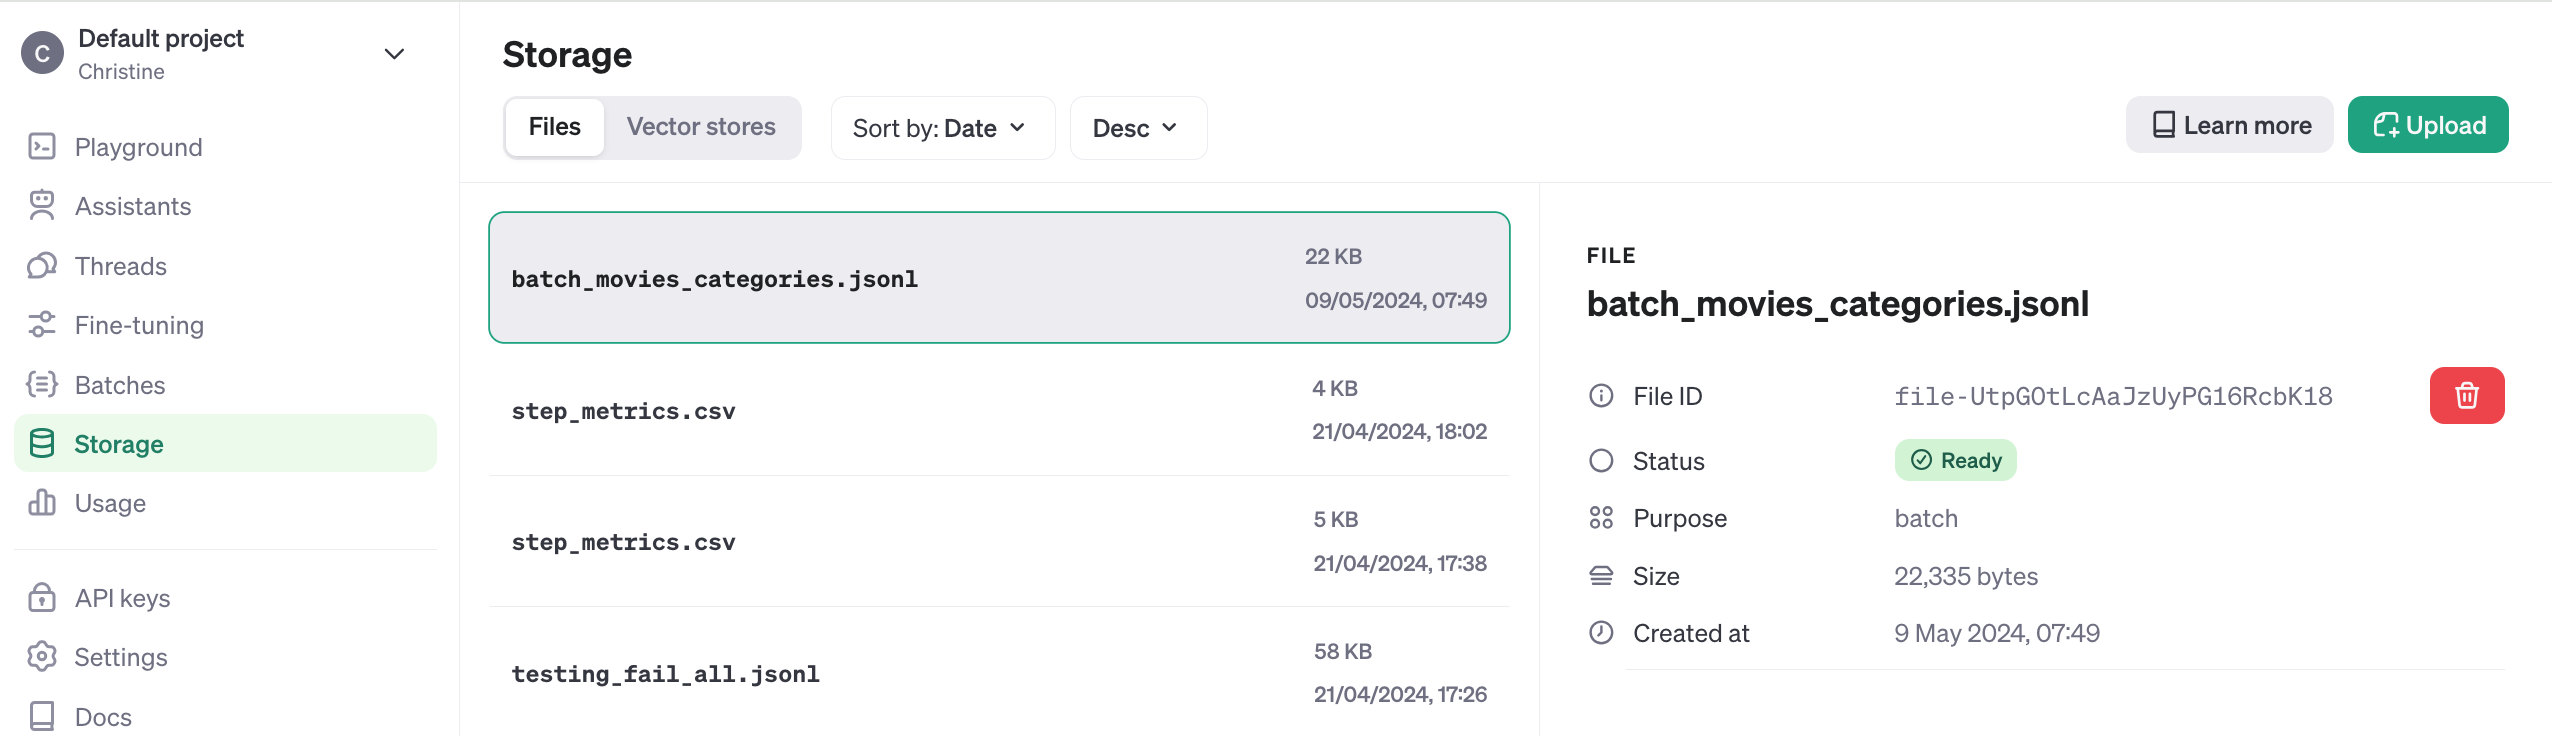 C
Default project
Christine
Playground
Assistants
Threads
Fine-tuning
Batches
Storage
Usage
API keys
Settings
Docs
Storage
Files
Vector stores
Sort by: Date
Desc
Learn more
Upload
batch_movies_categories.jsonl
22 KB
09/05/2024, 07:49
step_metrics.csv
4 KB
21/04/2024, 18:02
step_metrics.csv
5 KB
21/04/2024, 17:38
testing_fail_all.jsonl
58 KB
21/04/2024, 17:26
FILE
batch_movies_categories.jsonl
File ID file-UtpGOtLcAaJzUyPG16RcbK18
Status Ready
Purpose batch
Size 22,335 bytes
Created at 9 May 2024, 07:49